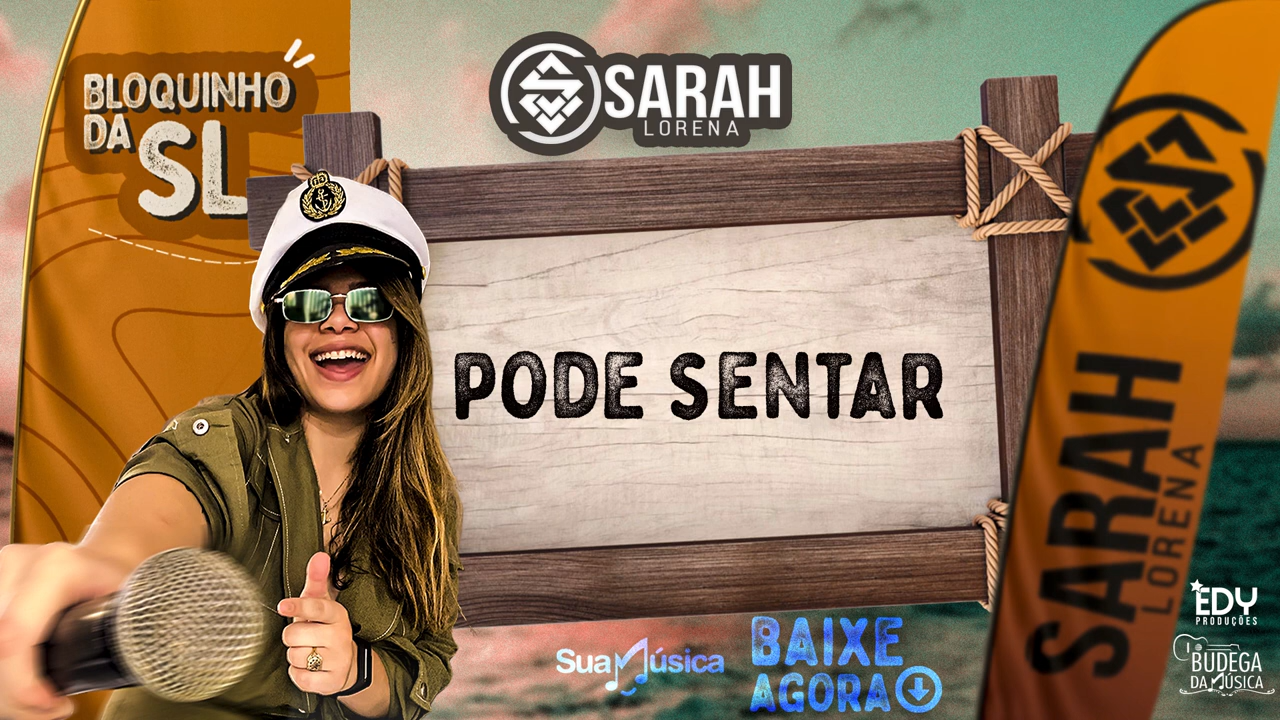 BLOQUINHO
DA SL
SARAH
LORENA
PODE SENTAR
SARAH
LORENA
SuaMúsica
BAIXE
AGORA
EDY
PRODUÇÕES
BUDEGA
DA MÚSICA